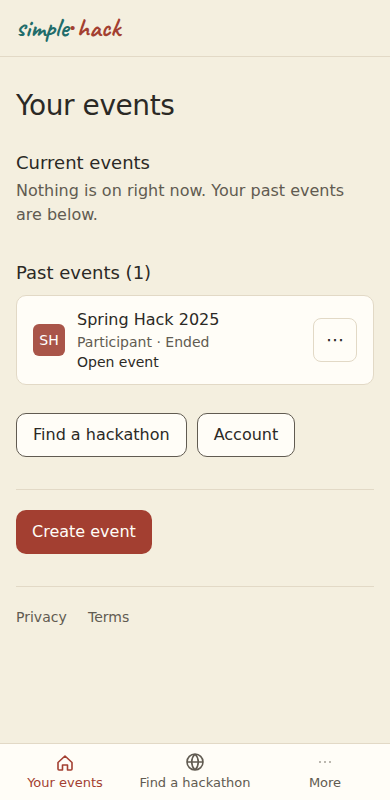 simple·hack
Your events
Current events
Nothing is on right now. Your past events
are below.
Past events (1)
SH
Spring Hack 2025
Participant · Ended
Open event
···
Find a hackathon
Account
Create event
Privacy
Terms
Your events
Find a hackathon
More